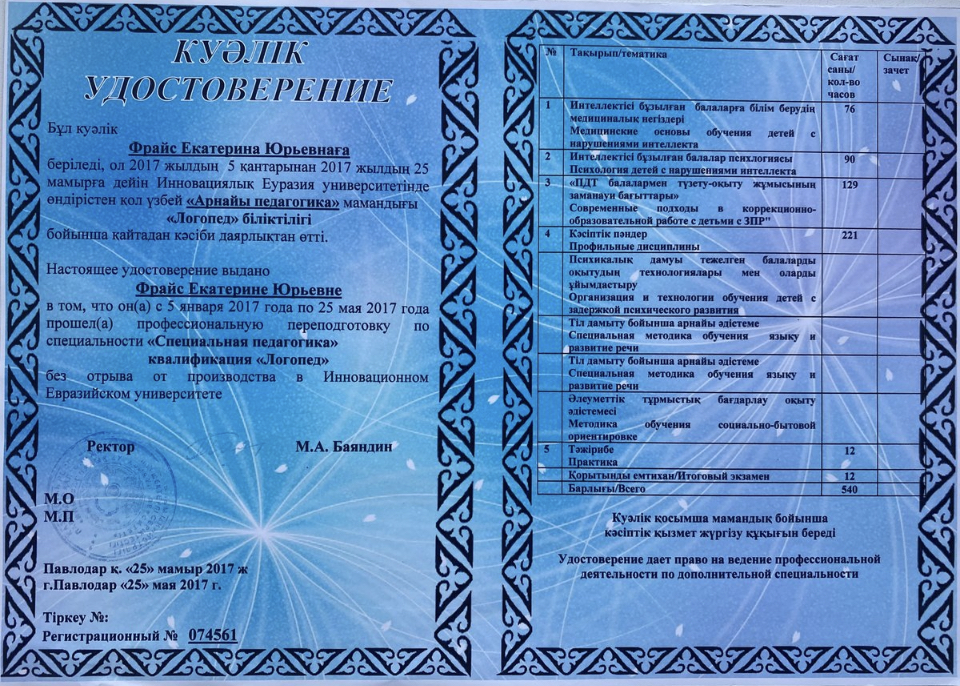 КУӘЛІК
УДОСТОВЕРЕНИЕ
Бұл куәлік
Фрайс Екатерина Юрьевнаға
беріледі, ол 2017 жылдың 5 қантарынан 2017 жылдың 25
мамырға дейін Инновациялық Еуразия университетінде
өндірістен қол үзбей «Арнайы педагогика» мамандығы
«Логопед» біліктілігі
бойынша қайтадан кәсіби даярлықтан өтті.
Настоящее удостоверение выдано
Фрайс Екатерине Юрьевне
в том, что он(а) с 5 января 2017 года по 25 мая 2017 года
прошел(а) профессиональную переподготовку по
специальности «Специальная педагогика»
квалификация «Логопед»
без отрыва от производства в Инновационном
Евразийском университете
Ректор М.А. Баяндин
М.О
М.П
Павлодар қ. «25» мамыр 2017 ж
г.Павлодар «25» мая 2017 г.
Тіркеу №:
Регистрационный № 074561
№ Тақырып/тематика Сағат Сынақ/
саны/ зачет
кол-во
часов
1 Интеллектісі бұзылған балаларға білім берудің 76
медициналық негіздері
Медицинские основы обучения детей с
нарушениями интеллекта
2 Интеллектісі бұзылған балалар психлогиясы 90
Психология детей с нарушениями интеллекта
3 «ПДТ балалармен түзету-оқыту жұмысының 129
заманауи бағыттары»
Современные подходы в коррекционно-
образовательной работе с детьми с ЗПР"
4 Кәсіптік пәндер 221
Профильные дисциплины
Психикалық дамуы тежелген балаларды
оқытудың технологиялары мен оларды
ұйымдастыру
Организация и технологии обучения детей с
задержкой психического развития
Тіл дамыту бойынша арнайы әдістеме
Специальная методика обучения языку и
развитие речи
Тіл дамыту бойынша арнайы әдістеме
Специальная методика обучения языку и
развитие речи
Әлеуметтік тұрмыстық бағдарлау оқыту
әдістемесі
Методика обучения социально-бытовой
ориентировке
5 Тәжірибе 12
Практика
Қорытынды емтихан/Итоговый экзамен 12
Барлығы/Всего 540
Куәлік қосымша мамандық бойынша
кәсіптік қызмет жүргізу құқығын береді
Удостоверение дает право на ведение профессиональной
деятельности по дополнительной специальности